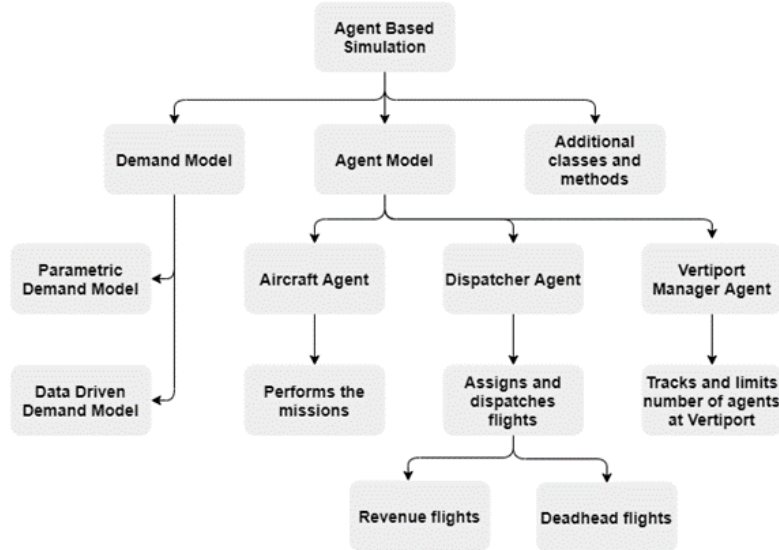 Agent Based
Simulation
Demand Model
Agent Model
Additional
classes and
methods
Parametric
Demand Model
Aircraft Agent
Dispatcher Agent
Vertiport
Manager Agent
Data Driven
Demand Model
Performs the
missions
Assigns and
dispatches
flights
Tracks and limits
number of agents
at Vertiport
Revenue flights
Deadhead flights